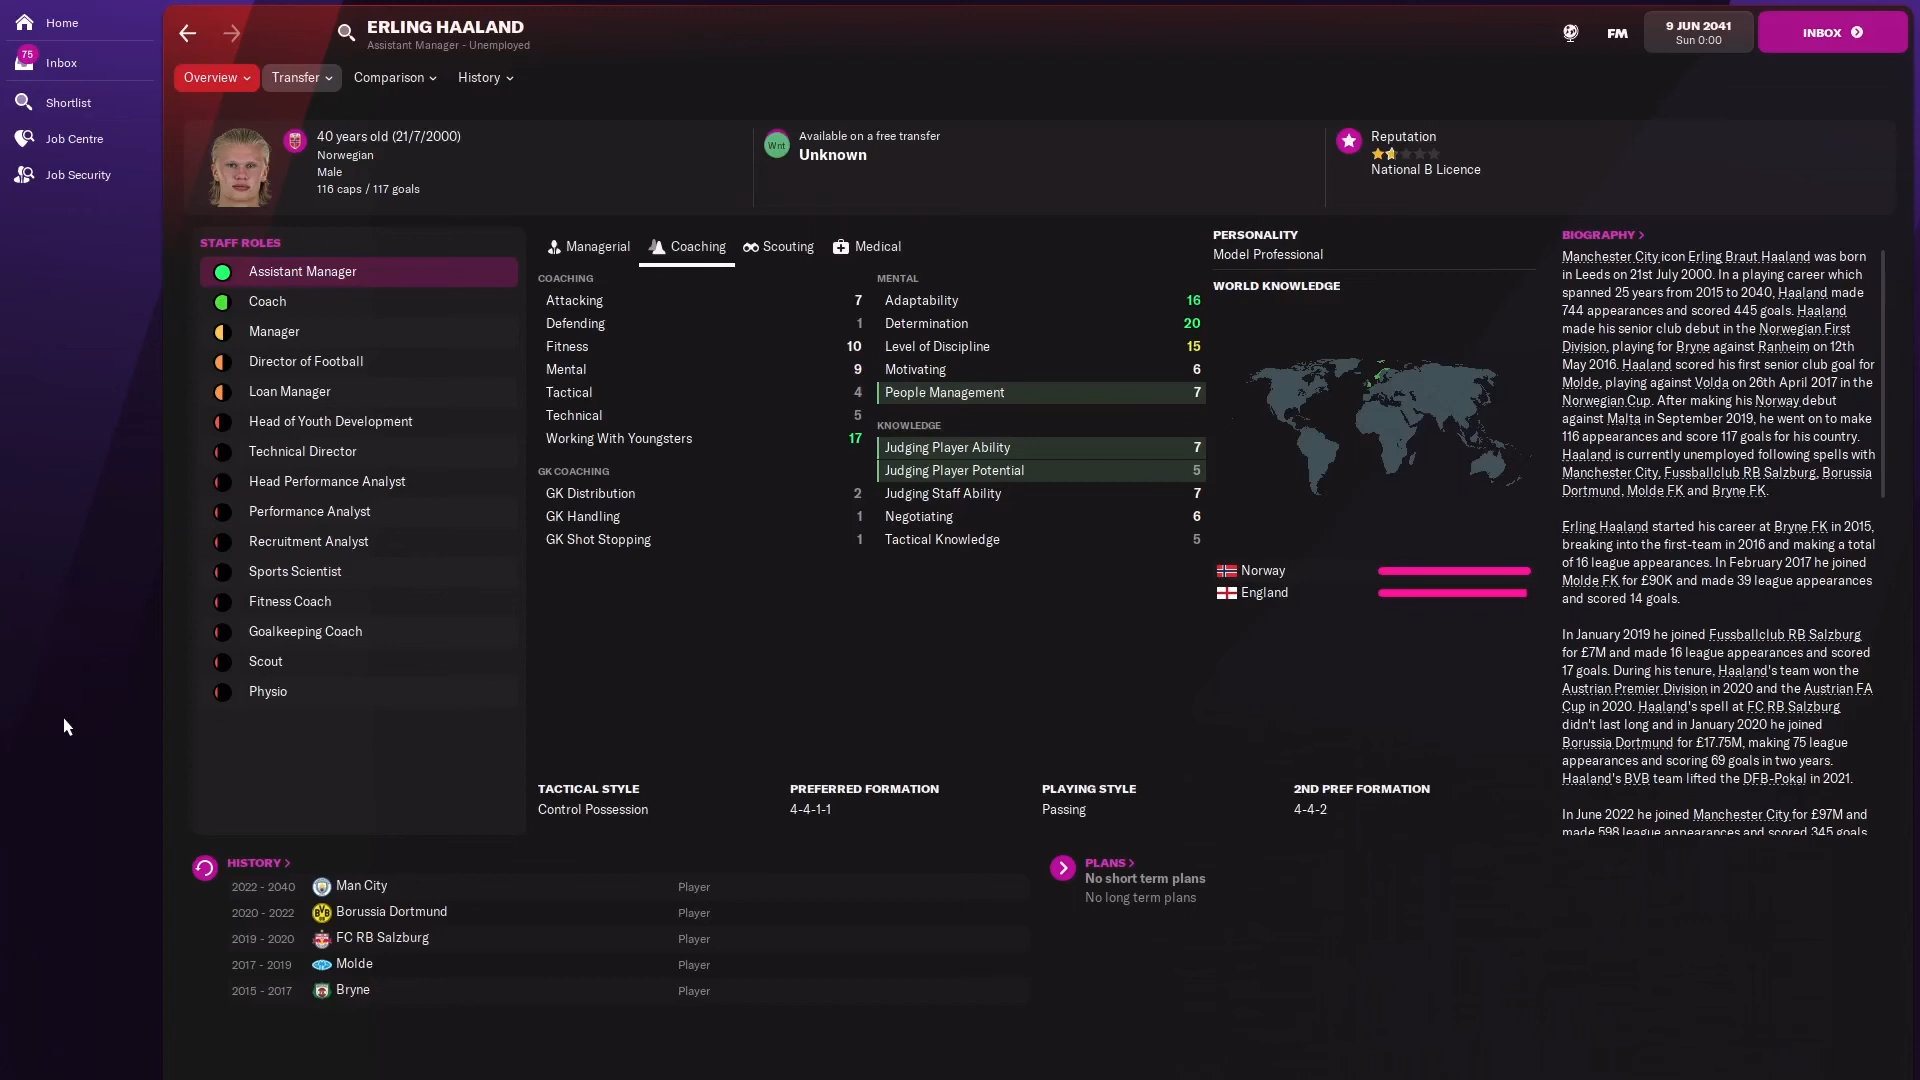 Home
75
Inbox
Shortlist
Job Centre
Job Security
ERLING HAALAND
Assistant Manager - Unemployed
FM
9 JUN 2041
Sun 0:00
INBOX
Overview
Transfer
Comparison
History
40 years old (21/7/2000)
Norwegian
Male
116 caps / 117 goals
Wnt
Available on a free transfer
Unknown
Reputation
National B Licence
STAFF ROLES
Assistant Manager
Coach
Manager
Director of Football
Loan Manager
Head of Youth Development
Technical Director
Head Performance Analyst
Performance Analyst
Recruitment Analyst
Sports Scientist
Fitness Coach
Goalkeeping Coach
Scout
Physio
Managerial
Coaching
Scouting
Medical
COACHING
Attacking 7
Defending 1
Fitness 10
Mental 9
Tactical 4
Technical 5
Working With Youngsters 17
GK COACHING
GK Distribution 2
GK Handling 1
GK Shot Stopping 1
MENTAL
Adaptability 16
Determination 20
Level of Discipline 15
Motivating 6
People Management 7
KNOWLEDGE
Judging Player Ability 7
Judging Player Potential 5
Judging Staff Ability 7
Negotiating 6
Tactical Knowledge 5
PERSONALITY
Model Professional
WORLD KNOWLEDGE
Norway
England
BIOGRAPHY >
Manchester City icon Erling Braut Haaland was born
in Leeds on 21st July 2000. In a playing career which
spanned 25 years from 2015 to 2040, Haaland made
744 appearances and scored 445 goals. Haaland
made his senior club debut in the Norwegian First
Division, playing for Bryne against Ranheim on 12th
May 2016. Haaland scored his first senior club goal for
Molde, playing against Volda on 26th April 2017 in the
Norwegian Cup. After making his Norway debut
against Malta in September 2019, he went on to make
116 appearances and score 117 goals for his country.
Haaland is currently unemployed following spells with
Manchester City, Fussballclub RB Salzburg, Borussia
Dortmund, Molde FK and Bryne FK.
Erling Haaland started his career at Bryne FK in 2015,
breaking into the first-team in 2016 and making a total
of 16 league appearances. In February 2017 he joined
Molde FK for £90K and made 39 league appearances
and scored 14 goals.
In January 2019 he joined Fussballclub RB Salzburg
for £7M and made 16 league appearances and scored
17 goals. During his tenure, Haaland's team won the
Austrian Premier Division in 2020 and the Austrian FA
Cup in 2020. Haaland's spell at FC RB Salzburg
didn't last long and in January 2020 he joined
Borussia Dortmund for £17.75M, making 75 league
appearances and scoring 69 goals in two years.
Haaland's BVB team lifted the DFB-Pokal in 2021.
In June 2022 he joined Manchester City for £97M and
made 598 league appearances and scored 345 goals
TACTICAL STYLE
Control Possession
PREFERRED FORMATION
4-4-1-1
PLAYING STYLE
Passing
2ND PREF FORMATION
4-4-2
HISTORY >
2022 - 2040 Man City Player
2020 - 2022 Borussia Dortmund Player
2019 - 2020 FC RB Salzburg Player
2017 - 2019 Molde Player
2015 - 2017 Bryne Player
PLANS >
No short term plans
No long term plans